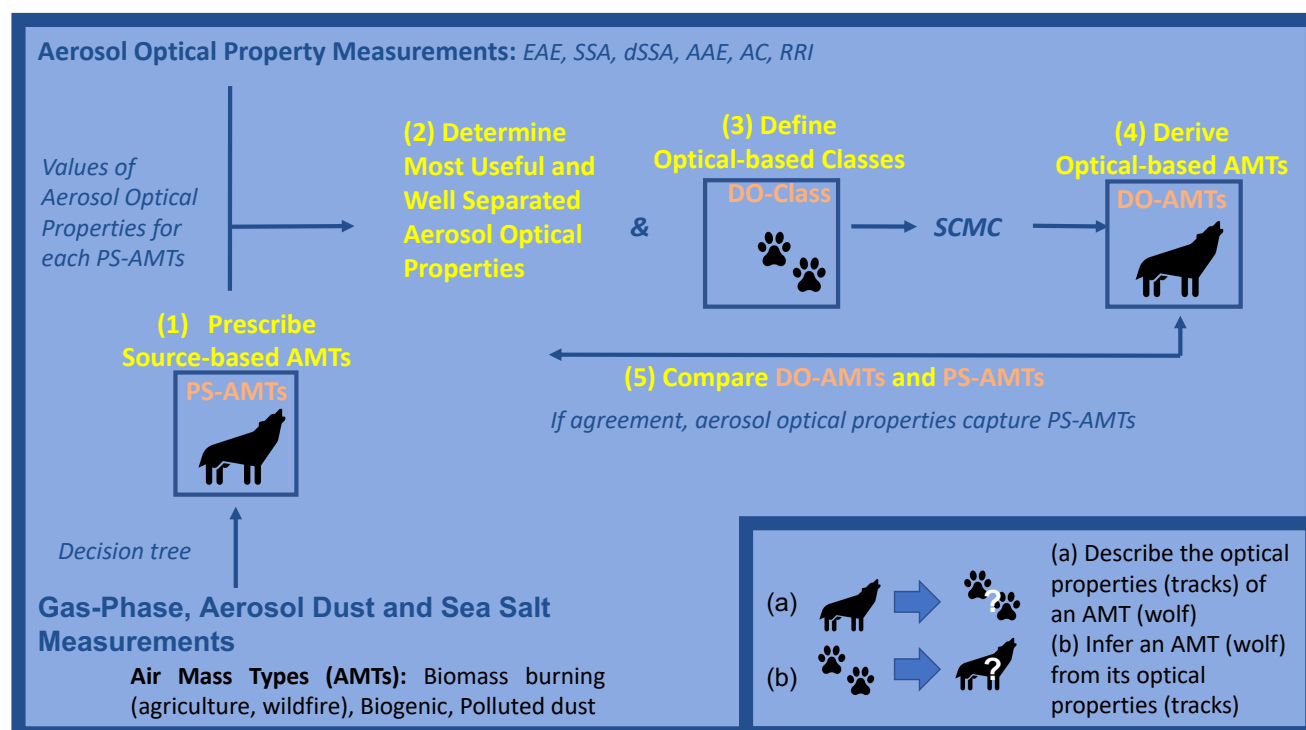 Aerosol Optical Property Measurements: EAE, SSA, dSSA, AAE, AC, RRI
Values of
Aerosol Optical
Properties for
each PS-AMTs
(2) Determine
Most Useful and
Well Separated
Aerosol Optical
Properties
&
(3) Define
Optical-based Classes
DO-Class
SCMC
(4) Derive
Optical-based AMTs
DO-AMTs
(1) Prescribe
Source-based AMTs
PS-AMTs
(5) Compare DO-AMTs and PS-AMTs
If agreement, aerosol optical properties capture PS-AMTs
Decision tree
Gas-Phase, Aerosol Dust and Sea Salt
Measurements
Air Mass Types (AMTs): Biomass burning
(agriculture, wildfire), Biogenic, Polluted dust
(a)
?
(b)
?
(a) Describe the optical
properties (tracks) of
an AMT (wolf)
(b) Infer an AMT (wolf)
from its optical
properties (tracks)